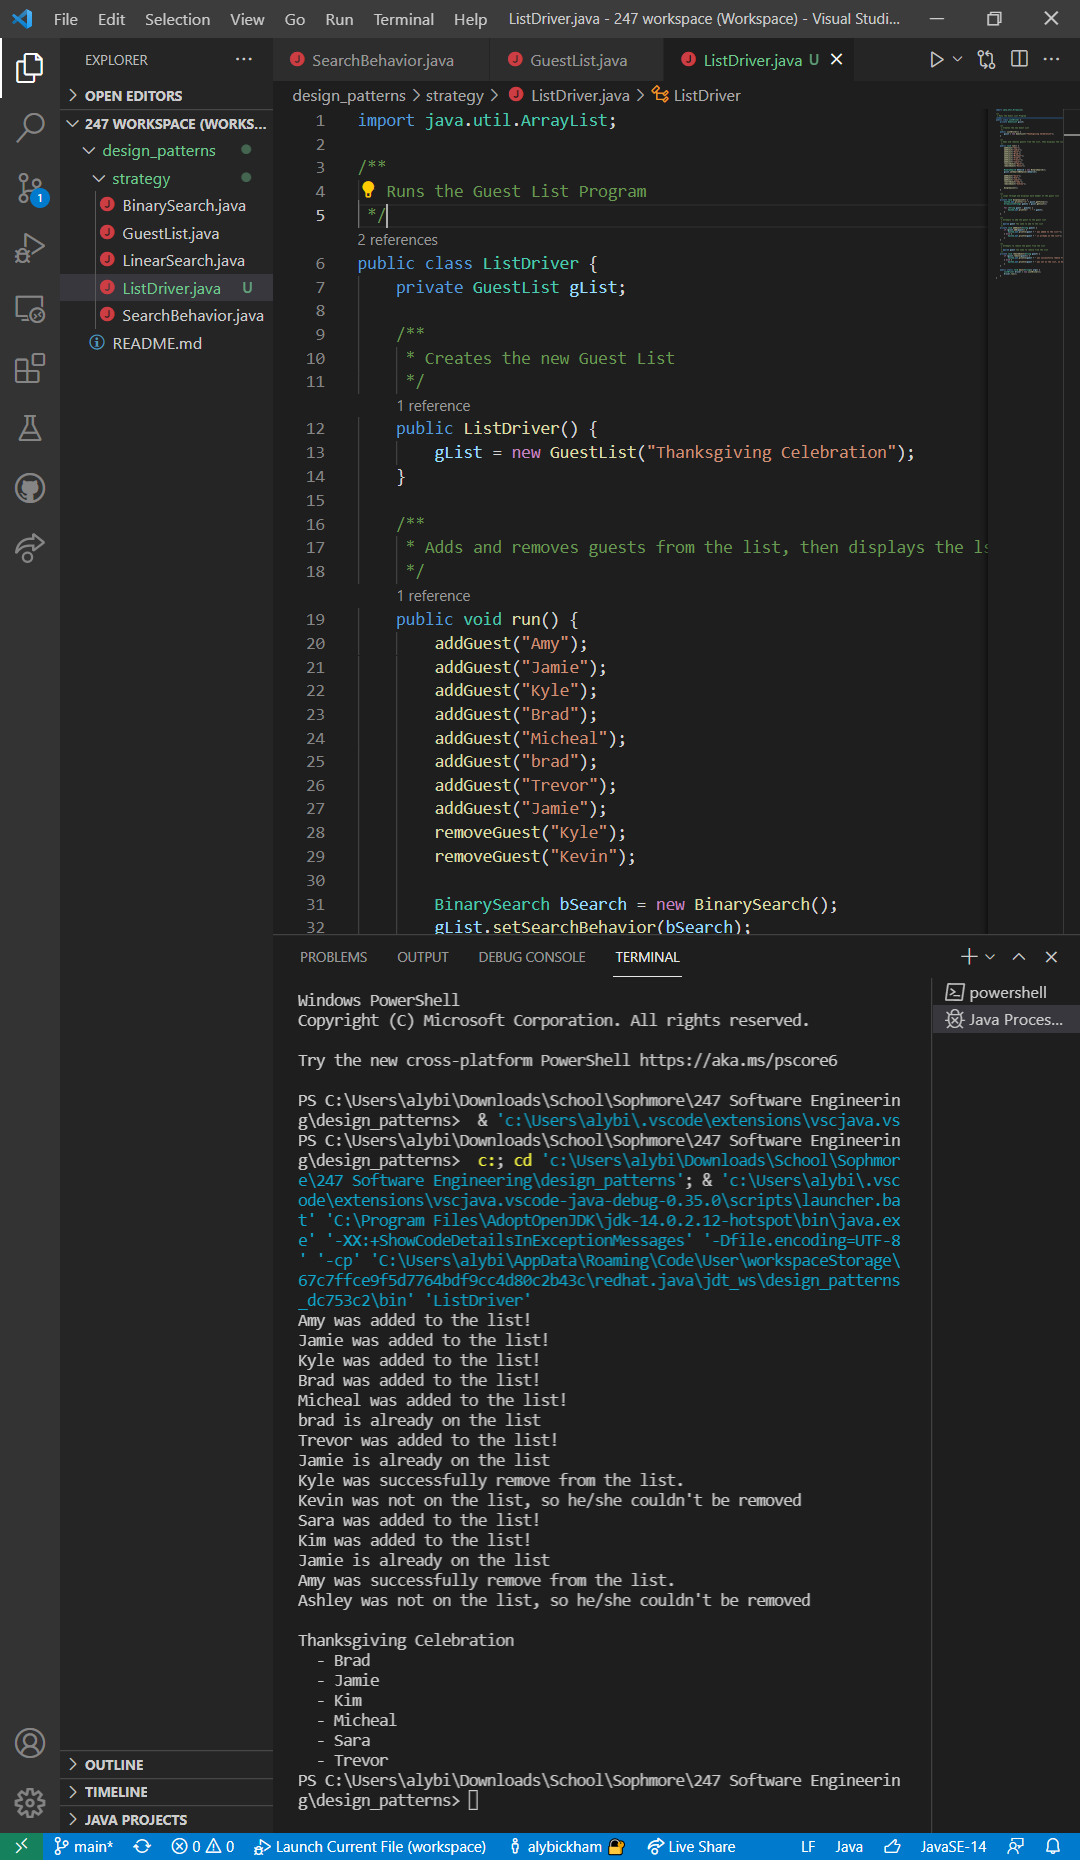 File Edit Selection View Go Run Terminal Help ListDriver.java - 247 workspace (Workspace) - Visual Studi...
EXPLORER
OPEN EDITORS
247 WORKSPACE (WORKS...
design_patterns
strategy
BinarySearch.java
GuestList.java
LinearSearch.java
ListDriver.java U
SearchBehavior.java
README.md
1
OUTLINE
TIMELINE
JAVA PROJECTS
SearchBehavior.java GuestList.java ListDriver.java U
design_patterns > strategy > ListDriver.java > ListDriver
1 import java.util.ArrayList;
2
3 /**
4 Runs the Guest List Program
5 */
2 references
6 public class ListDriver {
7 private GuestList gList;
8
9 /**
10 * Creates the new Guest List
11 */
1 reference
12 public ListDriver() {
13 gList = new GuestList("Thanksgiving Celebration");
14 }
15
16 /**
17 * Adds and removes guests from the list, then displays the ls
18 */
1 reference
19 public void run() {
20 addGuest("Amy");
21 addGuest("Jamie");
22 addGuest("Kyle");
23 addGuest("Brad");
24 addGuest("Micheal");
25 addGuest("brad");
26 addGuest("Trevor");
27 addGuest("Jamie");
28 removeGuest("Kyle");
29 removeGuest("Kevin");
30
31 BinarySearch bSearch = new BinarySearch();
32 gList.setSearchBehavior(bSearch);
PROBLEMS OUTPUT DEBUG CONSOLE TERMINAL
powershell
Java Proces...
Windows PowerShell
Copyright (C) Microsoft Corporation. All rights reserved.
Try the new cross-platform PowerShell https://aka.ms/pscore6
PS C:\Users\alybi\Downloads\School\Sophmore\247 Software Engineerin
g\design_patterns> & 'c:\Users\alybi\.vscode\extensions\vscjava.vs
PS C:\Users\alybi\Downloads\School\Sophmore\247 Software Engineerin
g\design_patterns> c:; cd 'c:\Users\alybi\Downloads\School\Sophmor
e\247 Software Engineering\design_patterns'; & 'c:\Users\alybi\.vsc
ode\extensions\vscjava.vscode-java-debug-0.35.0\scripts\launcher.ba
t' 'C:\Program Files\AdoptOpenJDK\jdk-14.0.2.12-hotspot\bin\java.ex
e' '-XX:+ShowCodeDetailsInExceptionMessages' '-Dfile.encoding=UTF-8
' '-cp' 'C:\Users\alybi\AppData\Roaming\Code\User\workspaceStorage\
67c7ffce9f5d7764bdf9cc4d80c2b43c\redhat.java\jdt_ws\design_patterns
_dc753c2\bin' 'ListDriver'
Amy was added to the list!
Jamie was added to the list!
Kyle was added to the list!
Brad was added to the list!
Micheal was added to the list!
brad is already on the list
Trevor was added to the list!
Jamie is already on the list
Kyle was successfully remove from the list.
Kevin was not on the list, so he/she couldn't be removed
Sara was added to the list!
Kim was added to the list!
Jamie is already on the list
Amy was successfully remove from the list.
Ashley was not on the list, so he/she couldn't be removed
Thanksgiving Celebration
- Brad
- Jamie
- Kim
- Micheal
- Sara
- Trevor
PS C:\Users\alybi\Downloads\School\Sophmore\247 Software Engineerin
g\design_patterns>
main* 0 0 Launch Current File (workspace) alybickham Live Share LF Java JavaSE-14